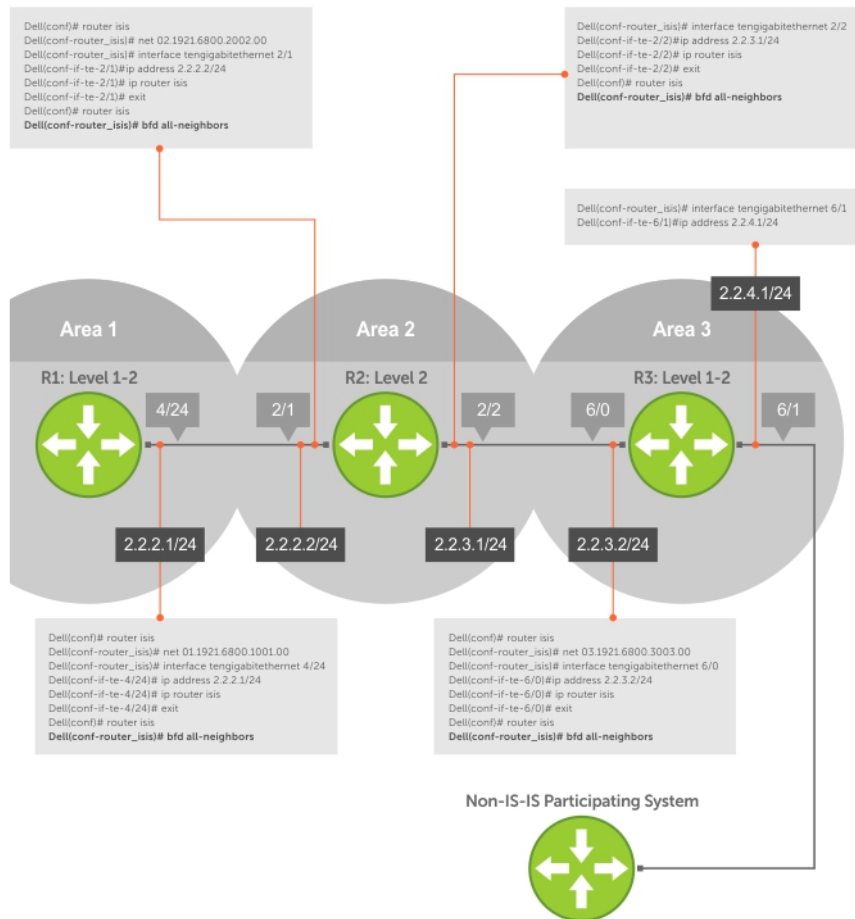 Dell(conf)# router isis
Dell(conf-router_isis)# net 02.1921.6800.2002.00
Dell(conf-router_isis)# interface tengigabitethernet 2/1
Dell(conf-if-te-2/1)#ip address 2.2.2.2/24
Dell(conf-if-te-2/1)# ip router isis
Dell(conf-if-te-2/1)# exit
Dell(conf)# router isis
Dell(conf-router_isis)# bfd all-neighbors
Dell(conf-router_isis)# interface tengigabitethernet 2/2
Dell(conf-if-te-2/2)#ip address 2.2.3.1/24
Dell(conf-if-te-2/2)# ip router isis
Dell(conf-if-te-2/2)# exit
Dell(conf)# router isis
Dell(conf-router_isis)# bfd all-neighbors
Dell(conf-router_isis)# interface tengigabitethernet 6/1
Dell(conf-if-te-6/1)#ip address 2.2.4.1/24
2.2.4.1/24
Area 1
Area 2
Area 3
R1: Level 1-2
R2: Level 2
R3: Level 1-2
4/24
2/1
2/2
6/0
6/1
2.2.2.1/24
2.2.2.2/24
2.2.3.1/24
2.2.3.2/24
Dell(conf)# router isis
Dell(conf-router_isis)# net 01.1921.6800.1001.00
Dell(conf-router_isis)# interface tengigabitethernet 4/24
Dell(conf-if-te-4/24)# ip address 2.2.2.1/24
Dell(conf-if-te-4/24)# ip router isis
Dell(conf-if-te-4/24)# exit
Dell(conf)# router isis
Dell(conf-router_isis)# bfd all-neighbors
Dell(conf)# router isis
Dell(conf-router_isis)# net 03.1921.6800.3003.00
Dell(conf-router_isis)# interface tengigabitethernet 6/0
Dell(conf-if-te-6/0)#ip address 2.2.3.2/24
Dell(conf-if-te-6/0)# ip router isis
Dell(conf-if-te-6/0)# exit
Dell(conf)# router isis
Dell(conf-router_isis)# bfd all-neighbors
Non-IS-IS Participating System